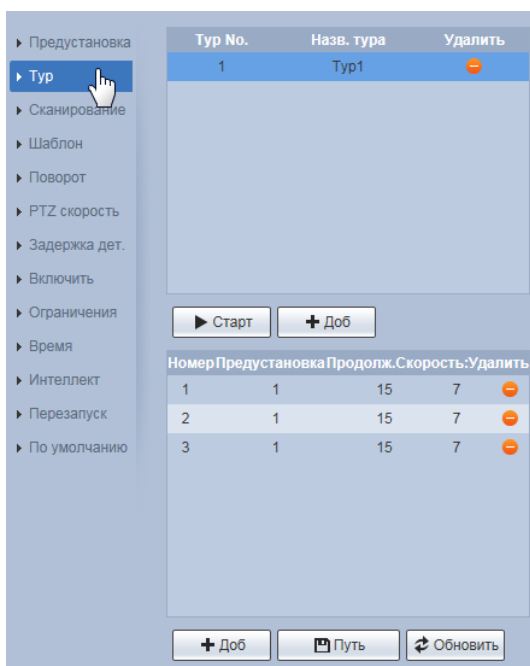 Предустановка
Тур
Сканирование
Шаблон
Поворот
PTZ скорость
Задержка дет.
Включить
Ограничения
Время
Интеллект
Перезапуск
По умолчанию
Тур No. Назв. тура Удалить
1 Тур1
Старт Доб
Номер Предустановка Продолж. Скорость: Удалить
1 1 15 7
2 1 15 7
3 1 15 7
Доб Путь Обновить